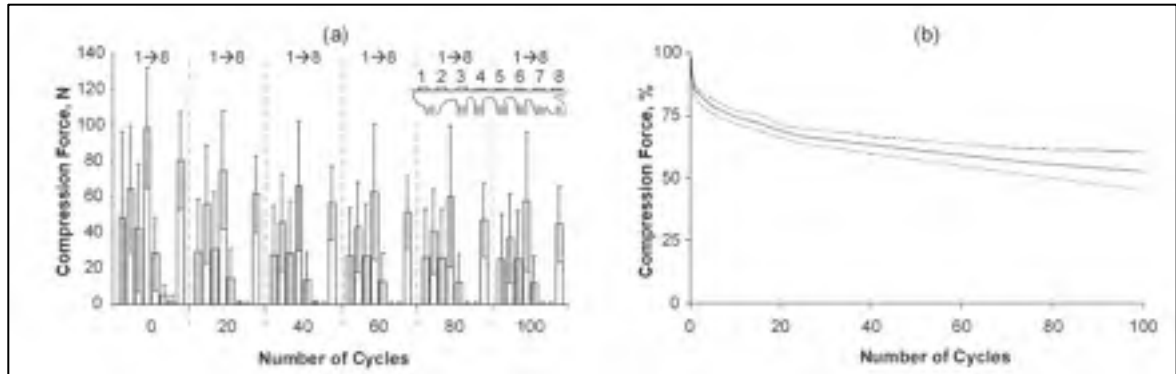 (a)
1→8 1→8 1→8 1→8 1→8 1→8
1 2 3 4 5 6 7 8
140
120
100
80
60
40
20
0
Compression Force, N
0 20 40 60 80 100
Number of Cycles
(b)
100
75
50
25
0
Compression Force, %
0 20 40 60 80 100
Number of Cycles